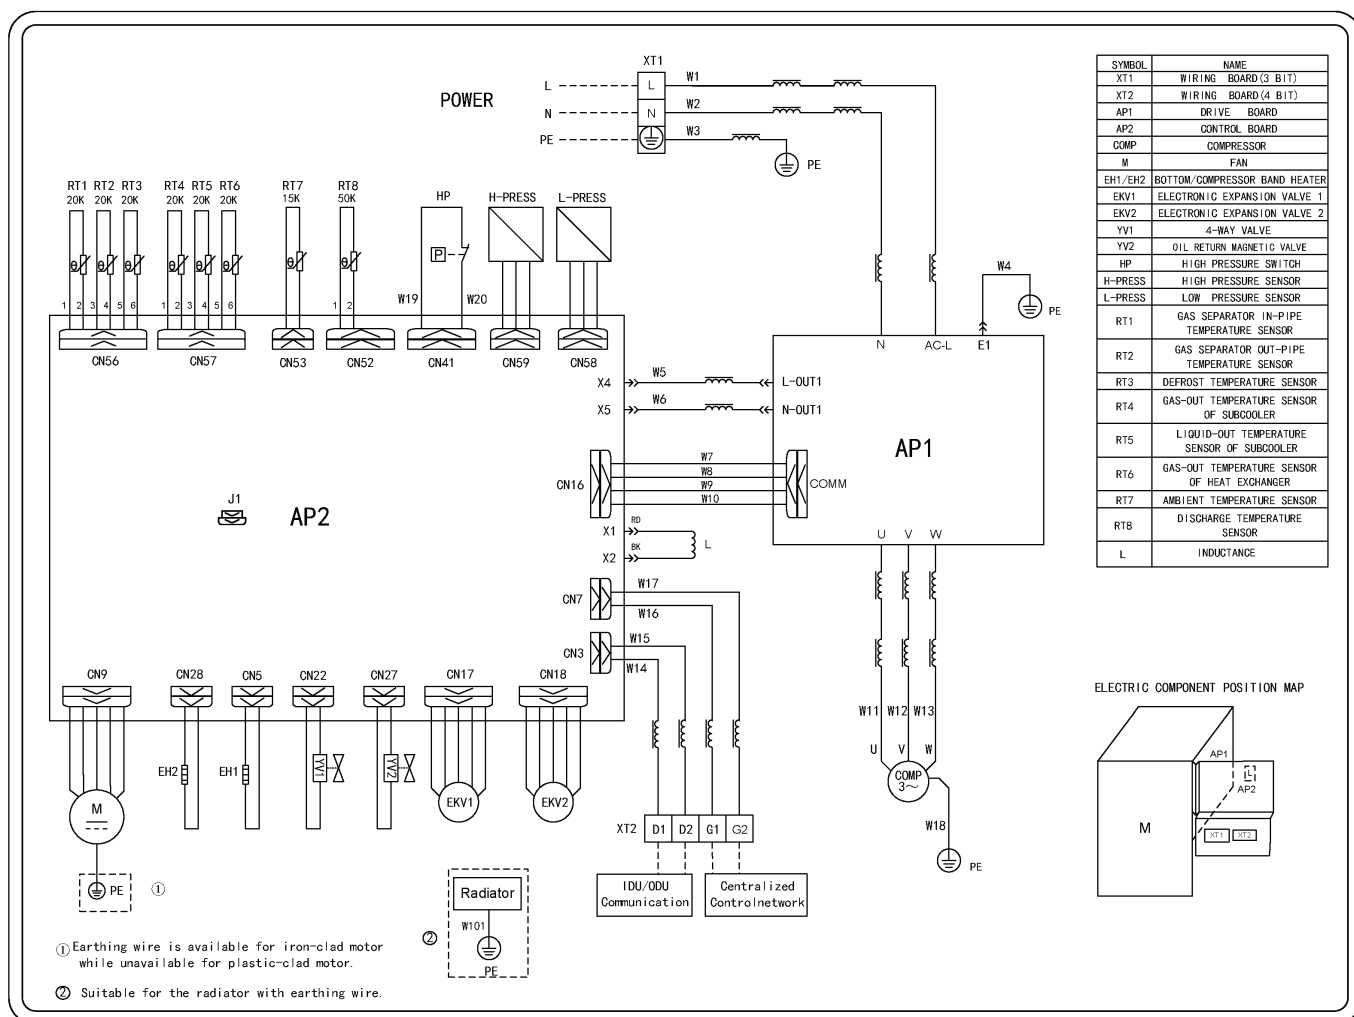 XT1
POWER
L
L
W1
N
N
W2
PE
W3
PE
RT1 RT2 RT3
20K 20K 20K
RT4 RT5 RT6
20K 20K 20K
RT7
15K
RT8
50K
HP
H-PRESS
L-PRESS
θ θ θ θ θ θ θ θ
P
W19
W20
W4
PE
1 2 3 4 5 6
1 2 3 4 5 6
1 2
CN56
CN57
CN53
CN52
CN41
CN59
CN58
N
AC-L
E1
X4
W5
L-OUT1
X5
W6
N-OUT1
AP1
CN16
W7
W8
W9
W10
COMM
J1
AP2
X1
RD
X2
BK
L
U V W
CN7
W17
W16
CN3
W15
W14
CN9
CN28
CN5
CN22
CN27
CN17
CN18
W11 W12 W13
U V W
EH2
EH1
YV1
YV2
M
EKV1
EKV2
COMP
3～
W18
PE
XT2
D1 D2 G1 G2
PE
①
IDU/ODU
Communication
Centralized
Controlnetwork
Radiator
W101
PE
②
① Earthing wire is available for iron-clad motor
while unavailable for plastic-clad motor.
② Suitable for the radiator with earthing wire.
SYMBOL NAME
XT1 WIRING BOARD(3 BIT)
XT2 WIRING BOARD(4 BIT)
AP1 DRIVE BOARD
AP2 CONTROL BOARD
COMP COMPRESSOR
M FAN
EH1/EH2 BOTTOM/COMPRESSOR BAND HEATER
EKV1 ELECTRONIC EXPANSION VALVE 1
EKV2 ELECTRONIC EXPANSION VALVE 2
YV1 4-WAY VALVE
YV2 OIL RETURN MAGNETIC VALVE
HP HIGH PRESSURE SWITCH
H-PRESS HIGH PRESSURE SENSOR
L-PRESS LOW PRESSURE SENSOR
RT1 GAS SEPARATOR IN-PIPE
TEMPERATURE SENSOR
RT2 GAS SEPARATOR OUT-PIPE
TEMPERATURE SENSOR
RT3 DEFROST TEMPERATURE SENSOR
RT4 GAS-OUT TEMPERATURE SENSOR
OF SUBCOOLER
RT5 LIQUID-OUT TEMPERATURE
SENSOR OF SUBCOOLER
RT6 GAS-OUT TEMPERATURE SENSOR
OF HEAT EXCHANGER
RT7 AMBIENT TEMPERATURE SENSOR
RT8 DISCHARGE TEMPERATURE
SENSOR
L INDUCTANCE
ELECTRIC COMPONENT POSITION MAP
AP1
L
AP2
M
XT1 XT2